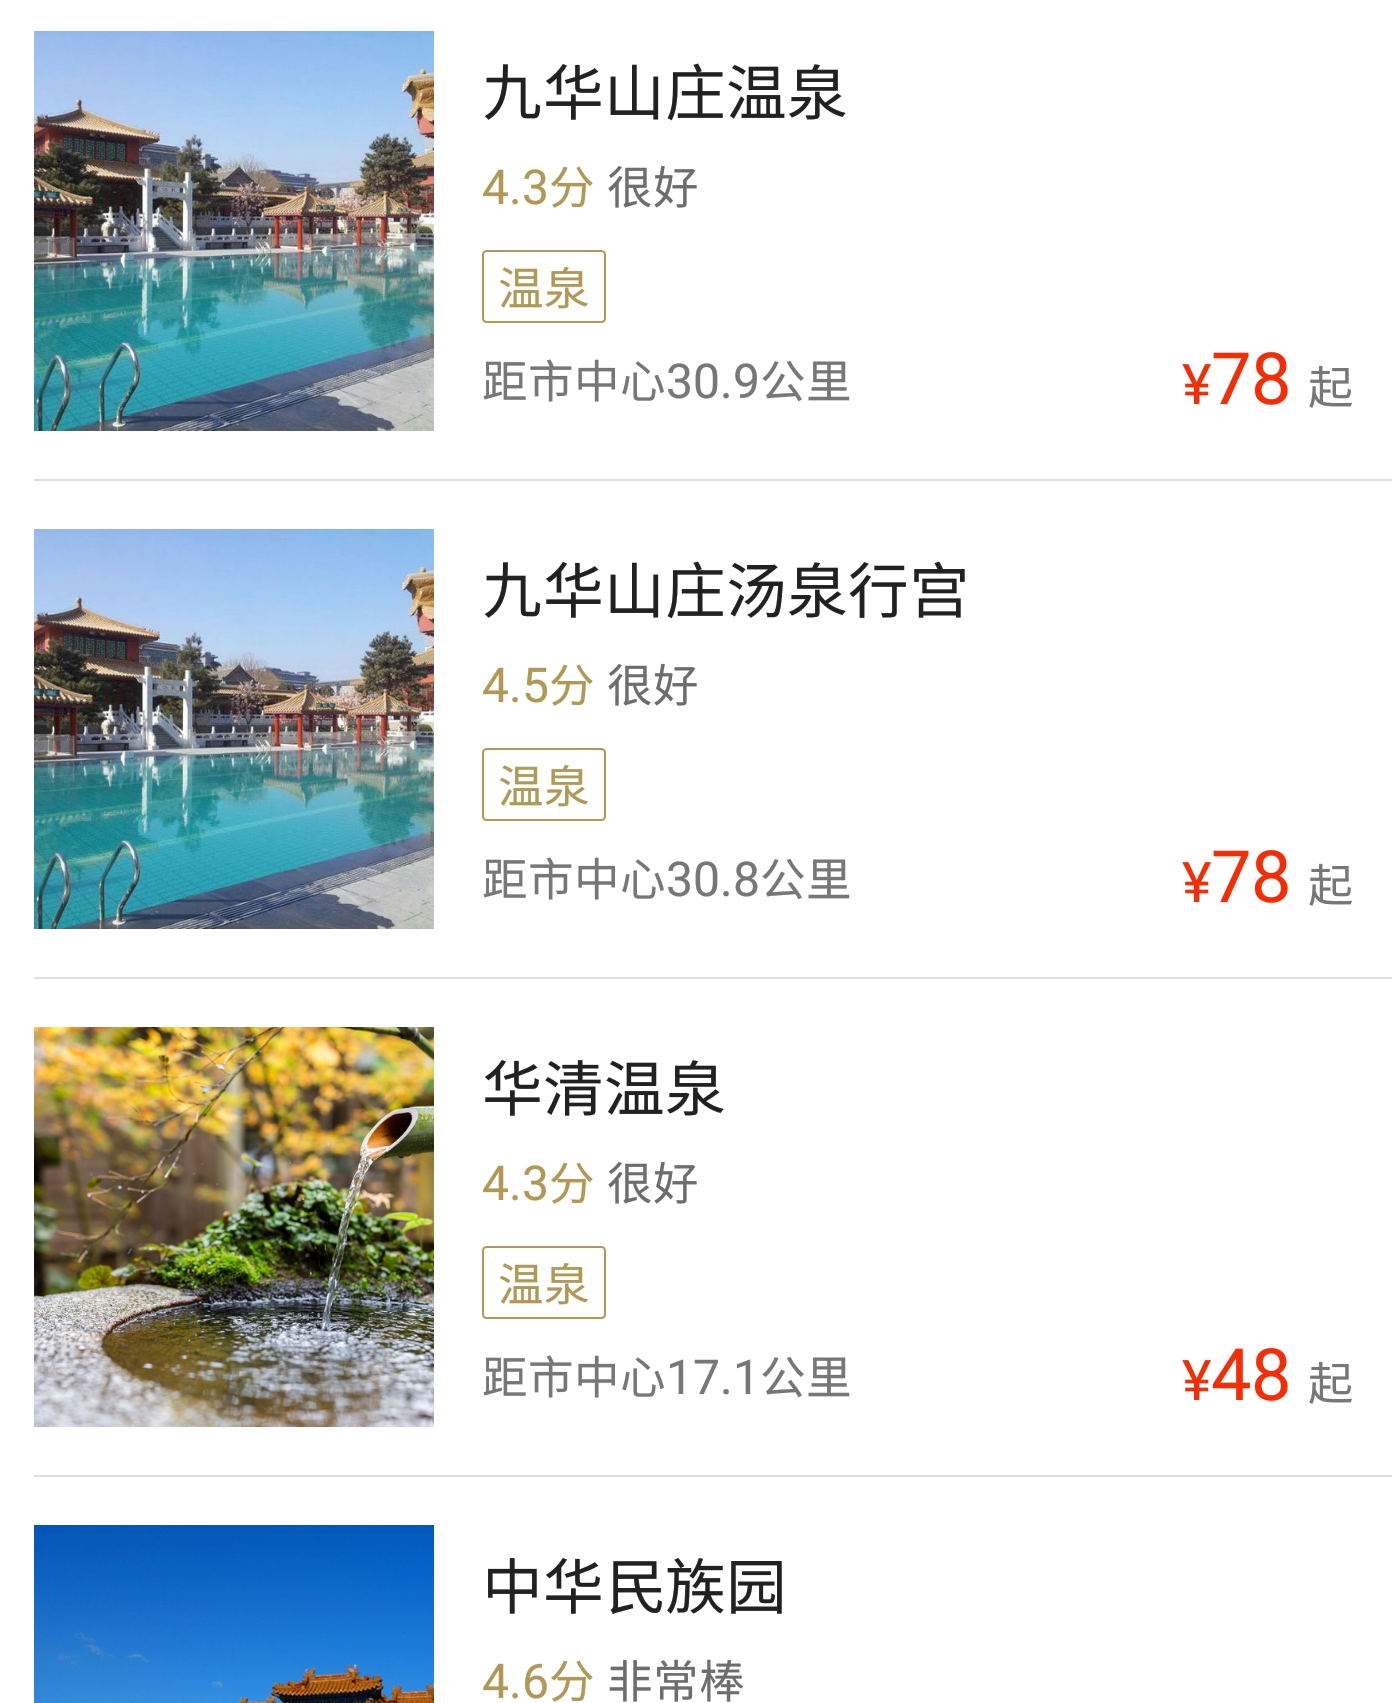 九华山庄温泉
4.3分 很好
温泉
距市中心30.9公里
¥78 起
九华山庄汤泉行宫
4.5分 很好
温泉
距市中心30.8公里
¥78 起
华清温泉
4.3分 很好
温泉
距市中心17.1公里
¥48 起
中华民族园
4.6分 非常棒